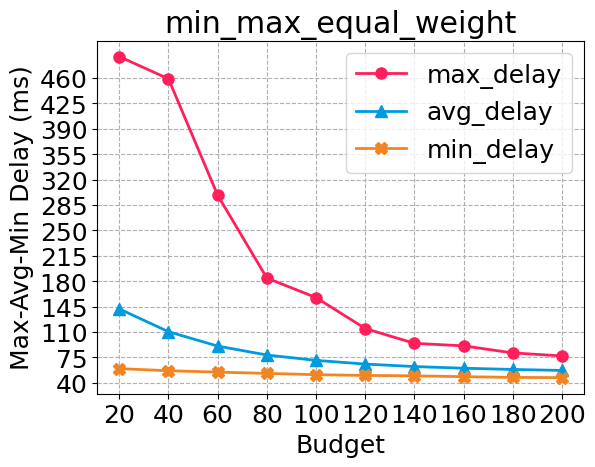 min_max_equal_weight
max_delay
avg_delay
min_delay
Max-Avg-Min Delay (ms)
460
425
390
355
320
285
250
215
180
145
110
75
40
20 40 60 80 100 120 140 160 180 200
Budget